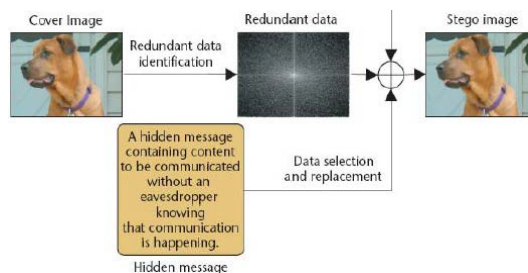 Cover Image
Redundant data
identification
Redundant data
Stego image
A hidden message
containing content
to be communicated
without an
eavesdropper
knowing
that communication
is happening.
Hidden message
Data selection
and replacement